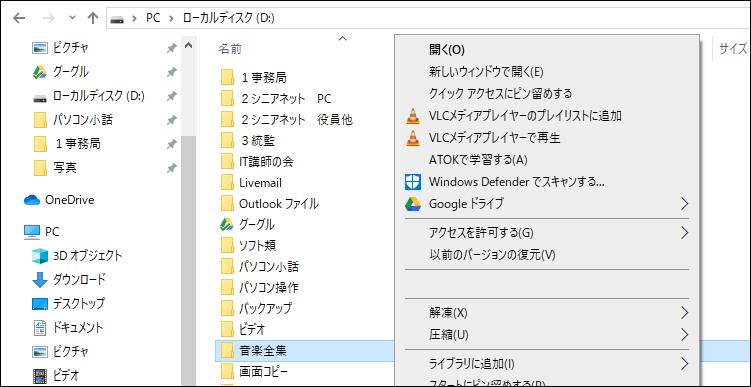 PC › ローカルディスク (D:)
ピクチャ
グーグル
ローカルディスク (D:)
パソコン小話
１事務局
写真
OneDrive
PC
3D オブジェクト
ダウンロード
デスクトップ
ドキュメント
ピクチャ
ビデオ
名前
サイズ
１事務局
２シニアネット　PC
２シニアネット　役員他
３統監
IT講師の会
Livemail
Outlook ファイル
グーグル
ソフト類
パソコン小話
パソコン操作
バックアップ
ビデオ
音楽全集
画面コピー
開く(O)
新しいウィンドウで開く(E)
クイック アクセスにピン留めする
VLCメディアプレイヤーのプレイリストに追加
VLCメディアプレイヤーで再生
ATOKで学習する(A)
Windows Defender でスキャンする...
Google ドライブ
アクセスを許可する(G)
以前のバージョンの復元(V)
解凍(X)
圧縮(U)
ライブラリに追加(I)
スタートにピン留めする(P)